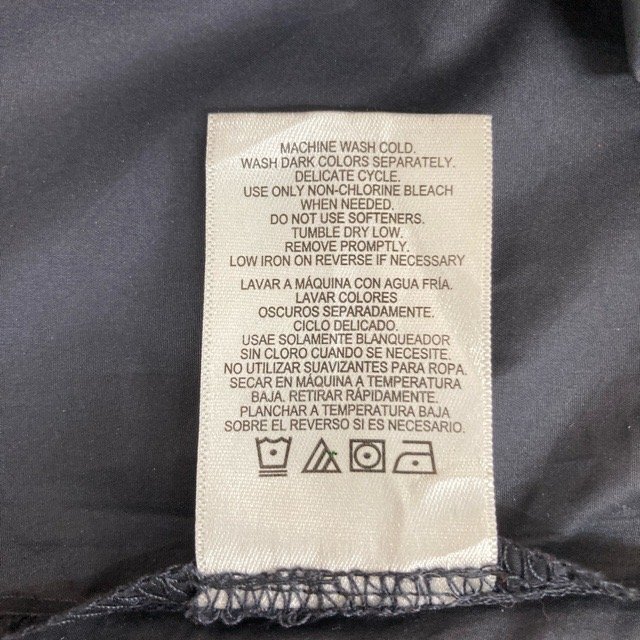 MACHINE WASH COLD.
WASH DARK COLORS SEPARATELY.
DELICATE CYCLE.
USE ONLY NON-CHLORINE BLEACH
WHEN NEEDED.
DO NOT USE SOFTENERS.
TUMBLE DRY LOW.
REMOVE PROMPTLY.
LOW IRON ON REVERSE IF NECESSARY
LAVAR A MÁQUINA CON AGUA FRÍA.
LAVAR COLORES
OSCUROS SEPARADAMENTE.
CICLO DELICADO.
USAE SOLAMENTE BLANQUEADOR
SIN CLORO CUANDO SE NECESITE.
NO UTILIZAR SUAVIZANTES PARA ROPA.
SECAR EN MÁQUINA A TEMPERATURA
BAJA. RETIRAR RÁPIDAMENTE.
PLANCHAR A TEMPERATURA BAJA
SOBRE EL REVERSO SI ES NECESARIO.